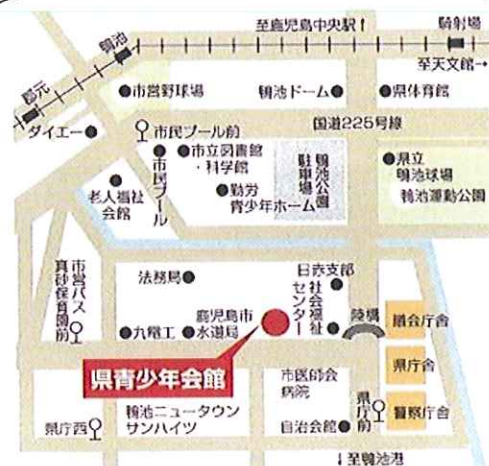 至鹿児島中央駅↑
騎射場
鴨池
至天文館→
郡元
市営野球場
鴨池ドーム
県体育館
国道225号線
ダイエー
市民プール前
市民プール
市立図書館
・科学館
鴨池公園
駐車場
県立
鴨池球場
鴨池運動公園
老人福祉
会館
勤労
青少年ホーム
市営バス
真砂保育園前
法務局
日赤支部
社会福祉
センター
陸橋
議会庁舎
九電工
鹿児島市
水道局
県青少年会館
県庁舎
市医師会
病院
県庁前
警察庁舎
県庁西
鴨池ニュータウン
サンハイツ
自治会館
↓至鴨池港